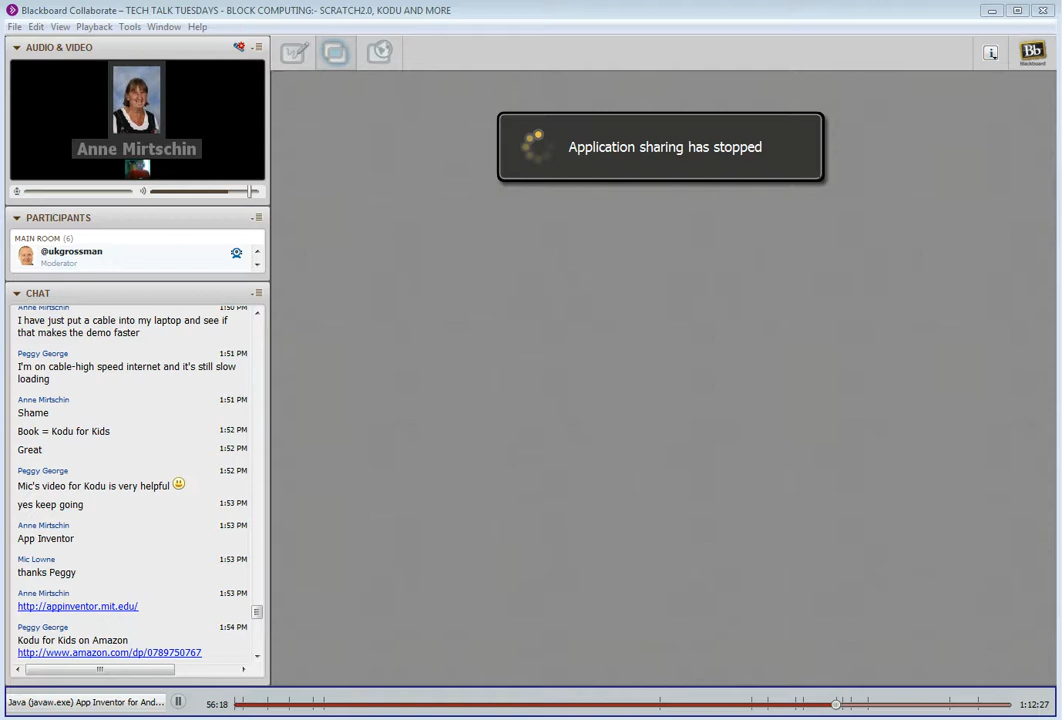 Blackboard Collaborate – TECH TALK TUESDAYS - BLOCK COMPUTING:- SCRATCH2.0, KODU AND MORE
File Edit View Playback Tools Window Help
AUDIO & VIDEO
Anne Mirtschin
PARTICIPANTS
MAIN ROOM (6)
@ukgrossman
Moderator
CHAT
Anne Mirtschin 1:50 PM
I have just put a cable into my laptop and see if
that makes the demo faster
Peggy George 1:51 PM
I'm on cable-high speed internet and it's still slow
loading
Anne Mirtschin 1:51 PM
Shame
Book = Kodu for Kids 1:52 PM
Great 1:52 PM
Peggy George 1:52 PM
Mic's video for Kodu is very helpful
yes keep going 1:53 PM
Anne Mirtschin 1:53 PM
App Inventor
Mic Lowne 1:53 PM
thanks Peggy
Anne Mirtschin 1:53 PM
http://appinventor.mit.edu/
Peggy George 1:54 PM
Kodu for Kids on Amazon
http://www.amazon.com/dp/0789750767
Application sharing has stopped
Bb
Blackboard
Java (javaw.exe) App Inventor for And... 56:18 1:12:27